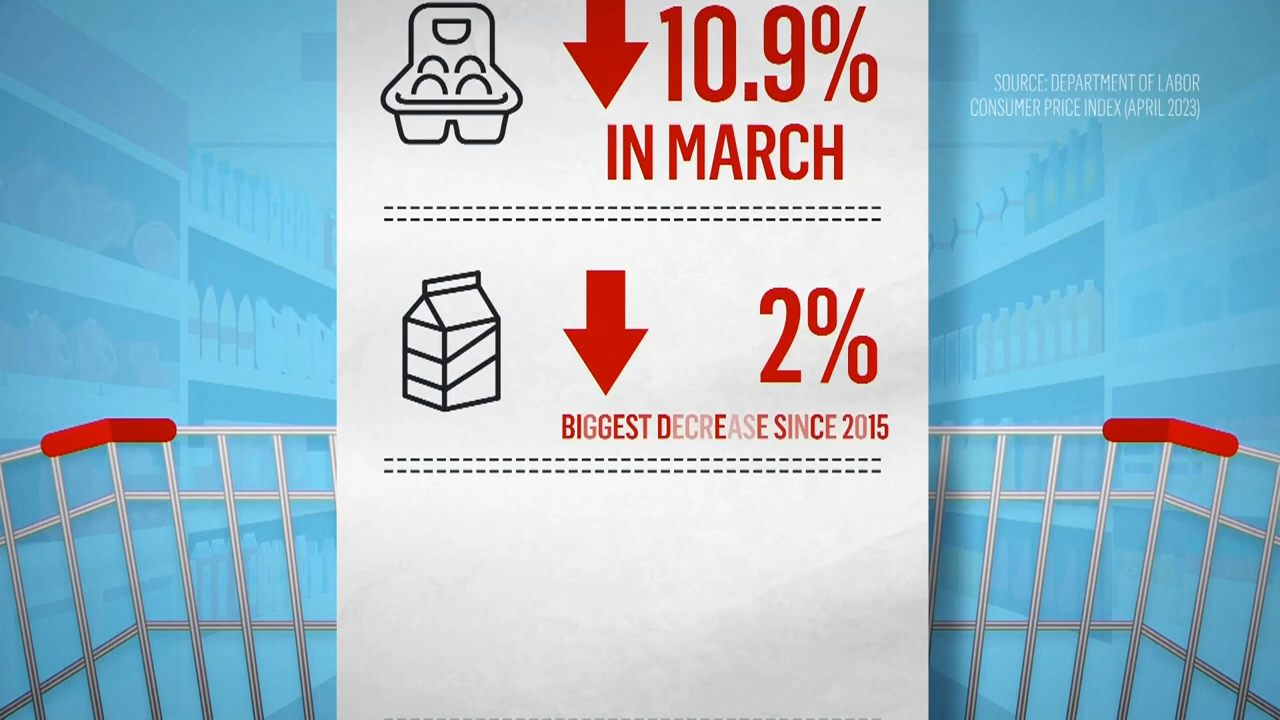 10.9%
IN MARCH
SOURCE: DEPARTMENT OF LABOR
CONSUMER PRICE INDEX (APRIL 2023)
2%
BIGGEST DECREASE SINCE 2015